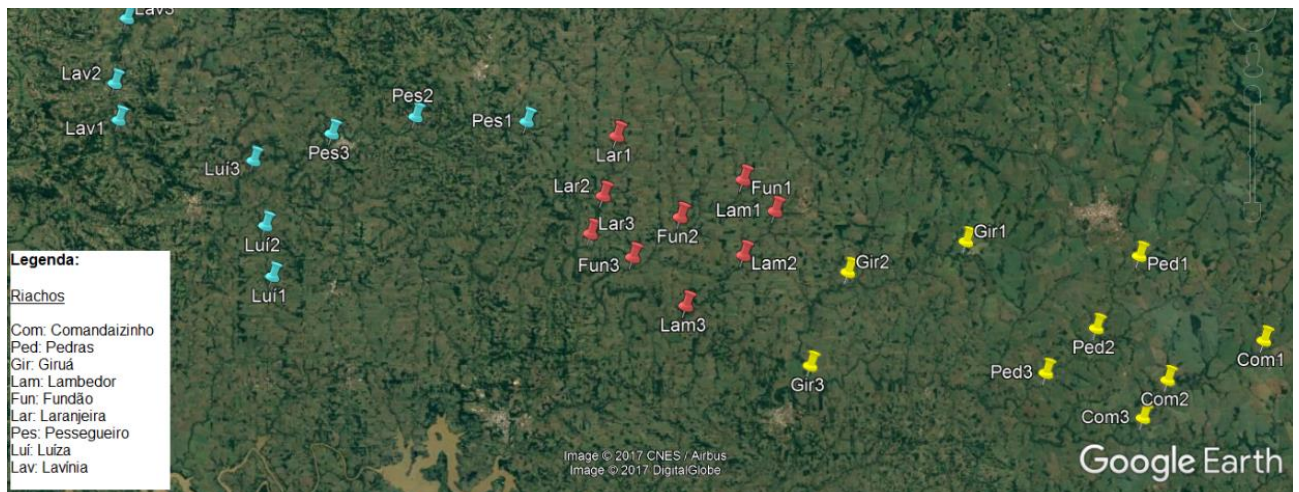 Lav3
Lav2
Pes2
Pes1
Lav1
Pes3
Lar1
Luí3
Lar2
Fun1
Lam1
Lar3
Fun2
Gir1
Luí2
Fun3
Lam2
Gir2
Ped1
Luí1
Lam3
Ped2
Com1
Ped3
Gir3
Com2
Com3
Legenda:
Riachos
Com: Comandaizinho
Ped: Pedras
Gir: Giruá
Lam: Lambedor
Fun: Fundão
Lar: Laranjeira
Pes: Pessegueiro
Luí: Luíza
Lav: Lavínia
Image © 2017 CNES / Airbus
Image © 2017 DigitalGlobe
Google Earth